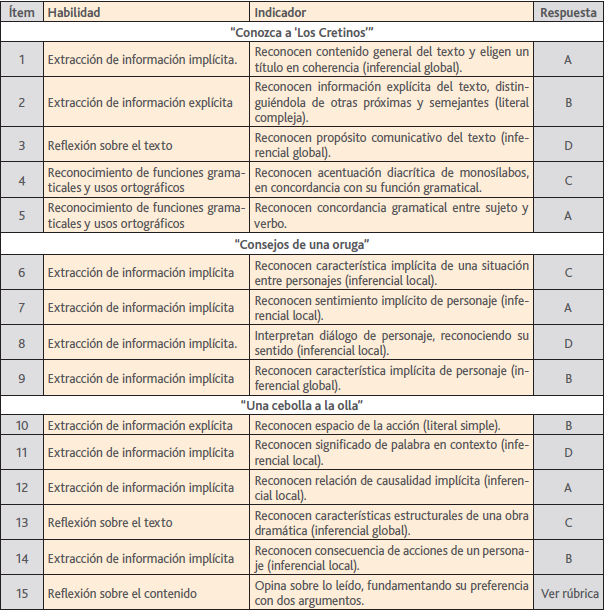 Ítem Habilidad Indicador Respuesta
“Conozca a 'Los Cretinos'”
1 Extracción de información implícita. Reconocen contenido general del texto y eligen un
título en coherencia (inferencial global). A
2 Extracción de información explícita Reconocen información explícita del texto, distin-
guiéndola de otras próximas y semejantes (literal
compleja). B
3 Reflexión sobre el texto Reconocen propósito comunicativo del texto (infe-
rencial global). D
4 Reconocimiento de funciones grama-
ticales y usos ortográficos Reconocen acentuación diacrítica de monosílabos,
en concordancia con su función gramatical. C
5 Reconocimiento de funciones grama-
ticales y usos ortográficos Reconocen concordancia gramatical entre sujeto y
verbo. A
“Consejos de una oruga”
6 Extracción de información implícita Reconocen característica implícita de una situación
entre personajes (inferencial local). C
7 Extracción de información implícita Reconocen sentimiento implícito de personaje (infe-
rencial local). A
8 Extracción de información implícita. Interpretan diálogo de personaje, reconociendo su
sentido (inferencial local). D
9 Extracción de información implícita Reconocen característica implícita de personaje (in-
ferencial global). B
“Una cebolla a la olla”
10 Extracción de información explícita Reconocen espacio de la acción (literal simple). B
11 Extracción de información implícita Reconocen significado de palabra en contexto (infe-
rencial local). D
12 Extracción de información implícita Reconocen relación de causalidad implícita (inferen-
cial local). A
13 Reflexión sobre el texto Reconocen características estructurales de una obra
dramática (inferencial global). C
14 Extracción de información implícita Reconocen consecuencia de acciones de un persona-
je (inferencial local). B
15 Reflexión sobre el contenido Opina sobre lo leído, fundamentando su preferencia
con dos argumentos. Ver rúbrica